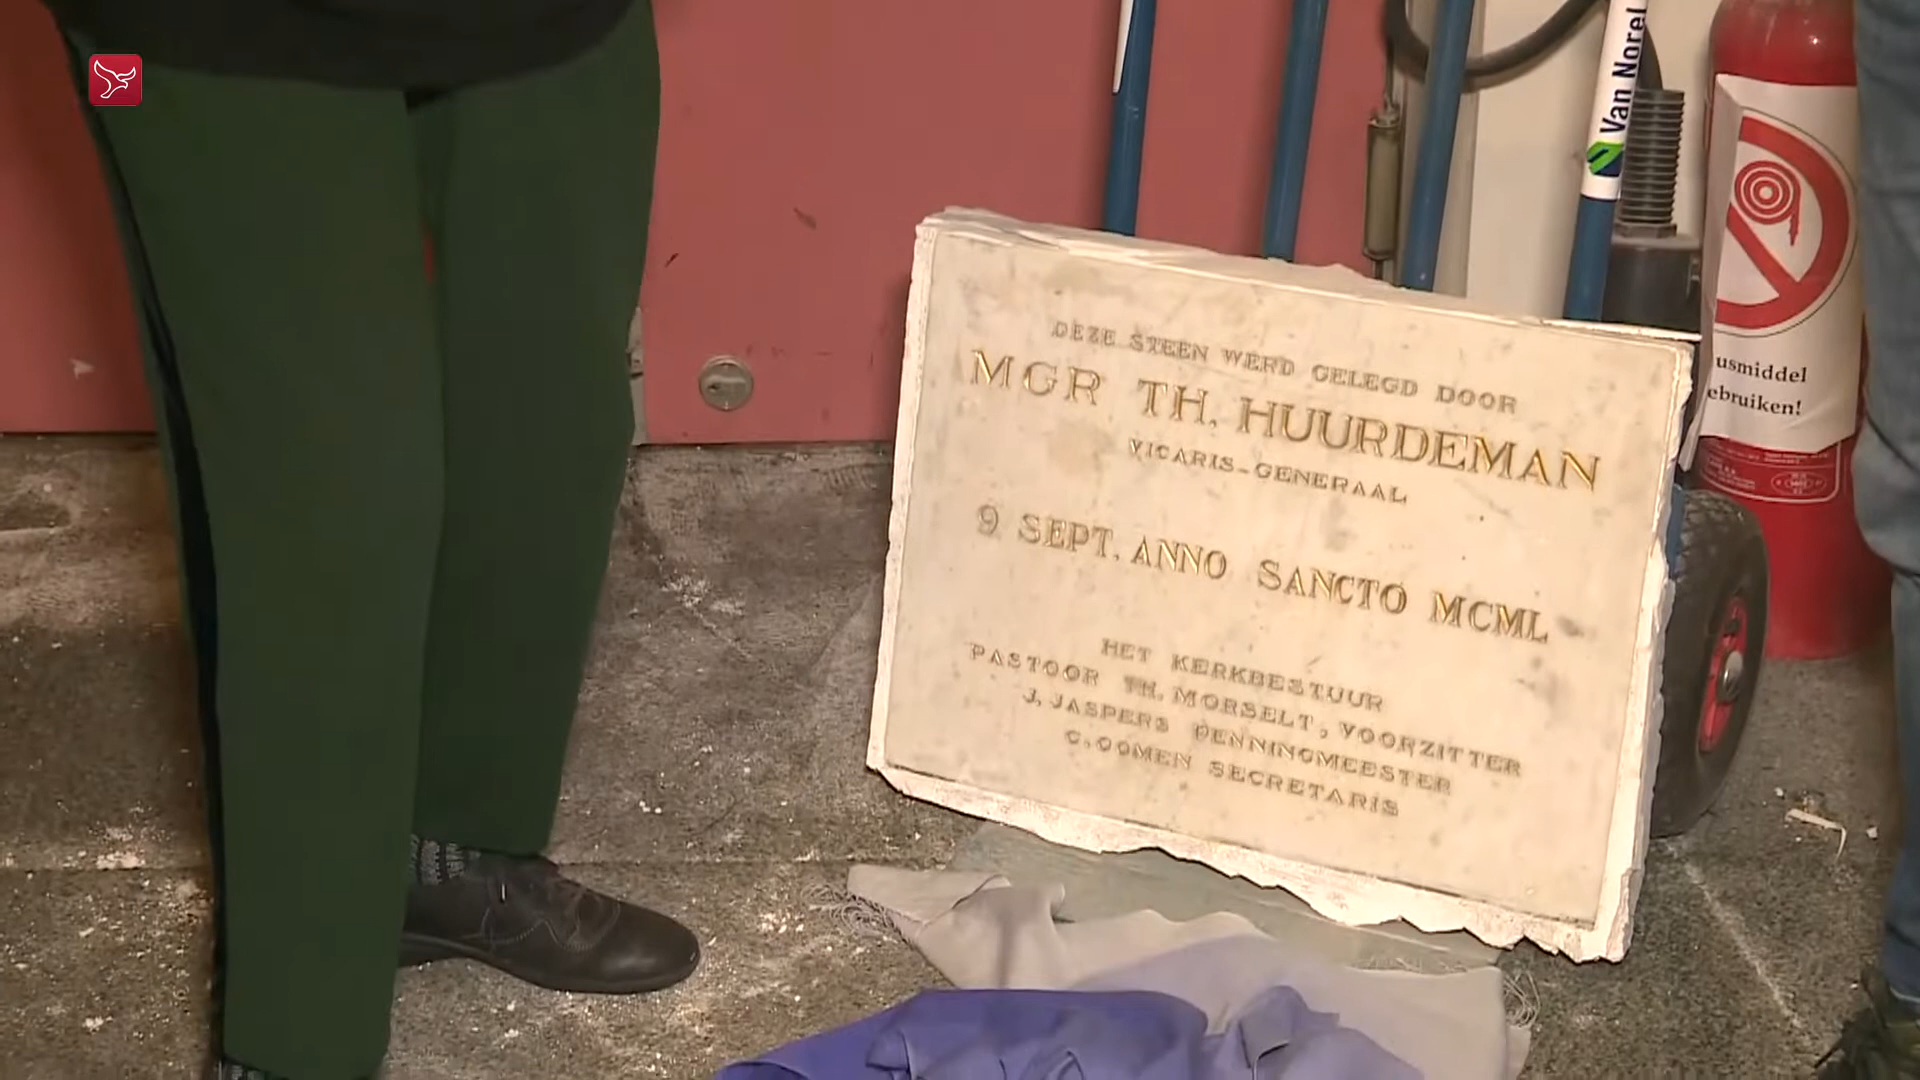 DEZE STEEN WERD GELEGD DOOR
MGR TH. HUURDEMAN
VICARIS-GENERAAL
9 SEPT. ANNO SANCTO MCML
HET KERKBESTUUR
PASTOOR TH. MORSELT, VOORZITTER
J. JASPERS PENNINGMEESTER
C. OOMEN SECRETARIS
Van Norel
usmiddel
ebruiken!